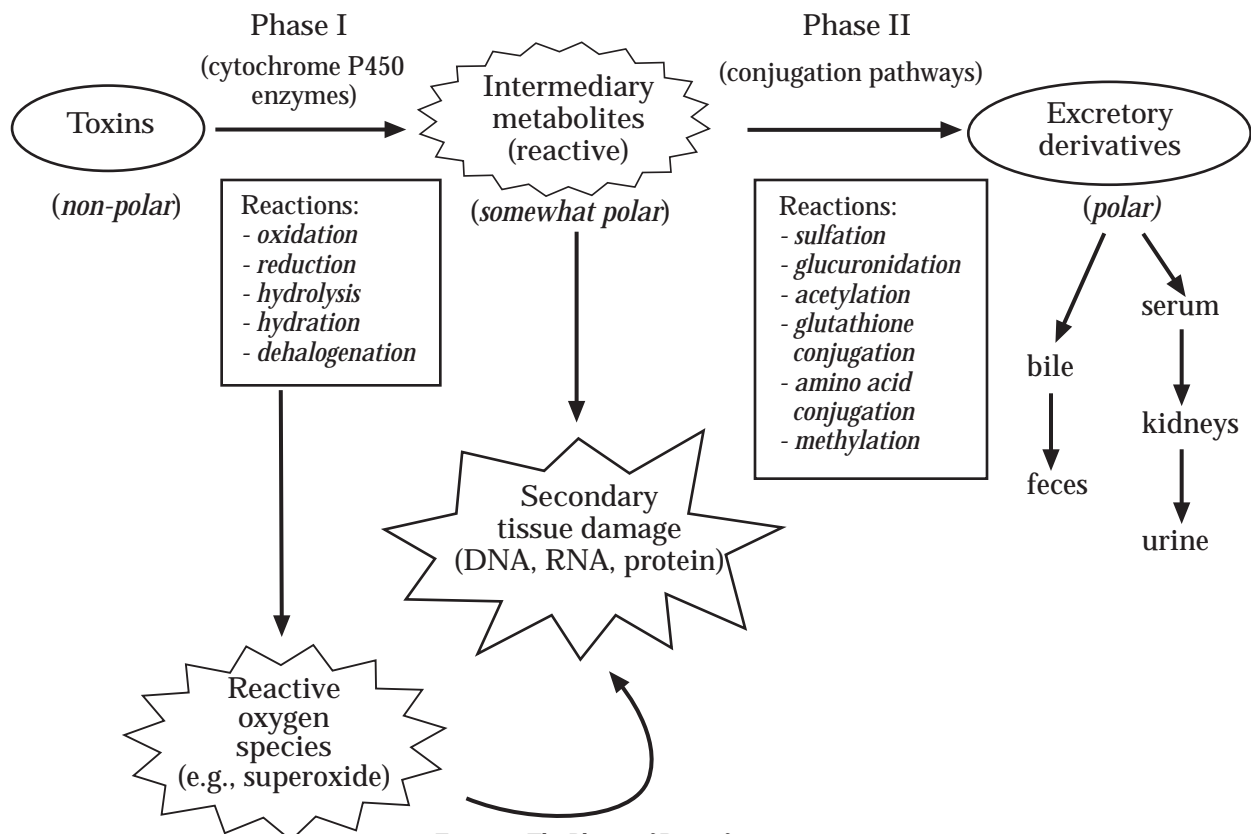 Phase I
(cytochrome P450
enzymes)
Phase II
(conjugation pathways)
Toxins
(non-polar)
Intermediary
metabolites
(reactive)
(somewhat polar)
Excretory
derivatives
(polar)
Reactions:
- oxidation
- reduction
- hydrolysis
- hydration
- dehalogenation
Reactions:
- sulfation
- glucuronidation
- acetylation
- glutathione
conjugation
- amino acid
conjugation
- methylation
bile
feces
serum
kidneys
urine
Secondary
tissue damage
(DNA, RNA, protein)
Reactive
oxygen
species
(e.g., superoxide)